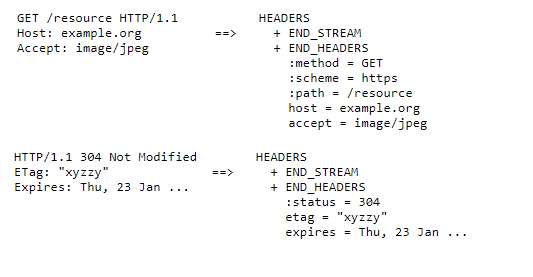 GET /resource HTTP/1.1 HEADERS
Host: example.org ==> + END_STREAM
Accept: image/jpeg + END_HEADERS
:method = GET
:scheme = https
:path = /resource
host = example.org
accept = image/jpeg
HTTP/1.1 304 Not Modified HEADERS
ETag: "xyzzy" ==> + END_STREAM
Expires: Thu, 23 Jan ... + END_HEADERS
:status = 304
etag = "xyzzy"
expires = Thu, 23 Jan ...